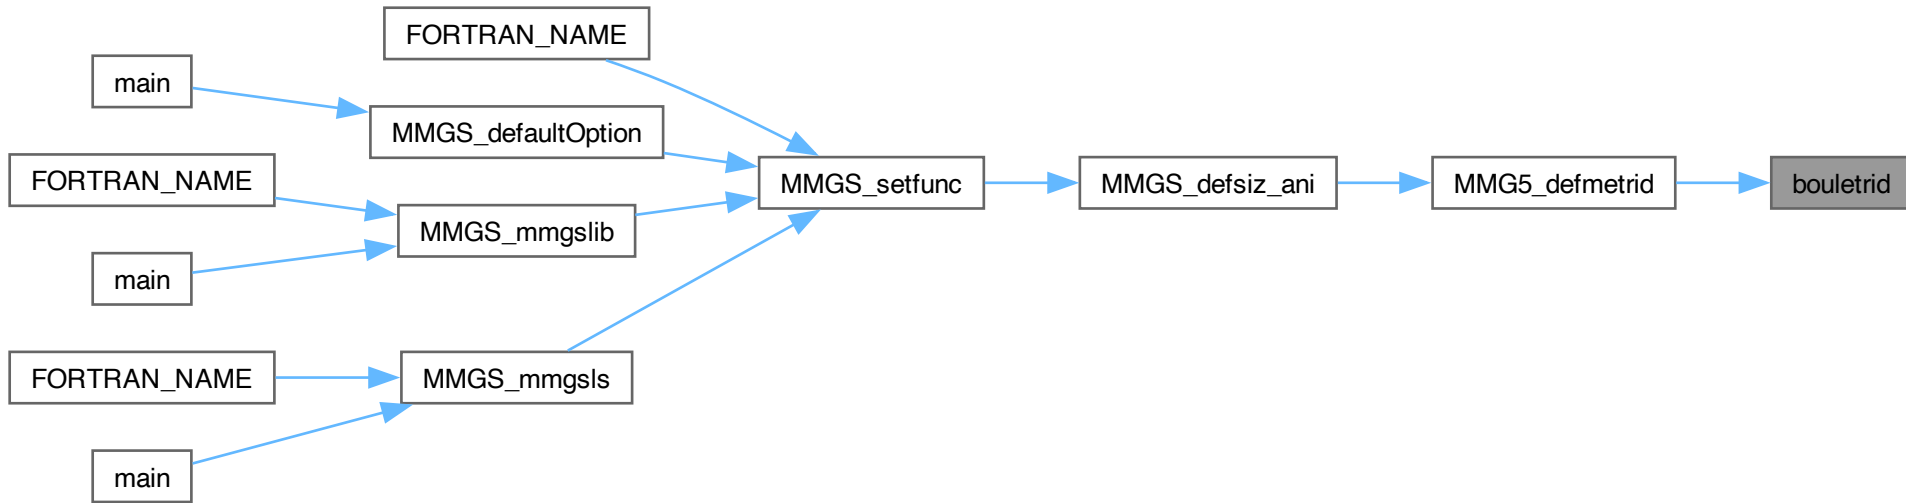 FORTRAN_NAME
main
MMGS_defaultOption
FORTRAN_NAME
MMGS_setfunc
MMGS_defsiz_ani
MMG5_defmetrid
bouletrid
MMGS_mmgslib
main
FORTRAN_NAME
MMGS_mmgsls
main